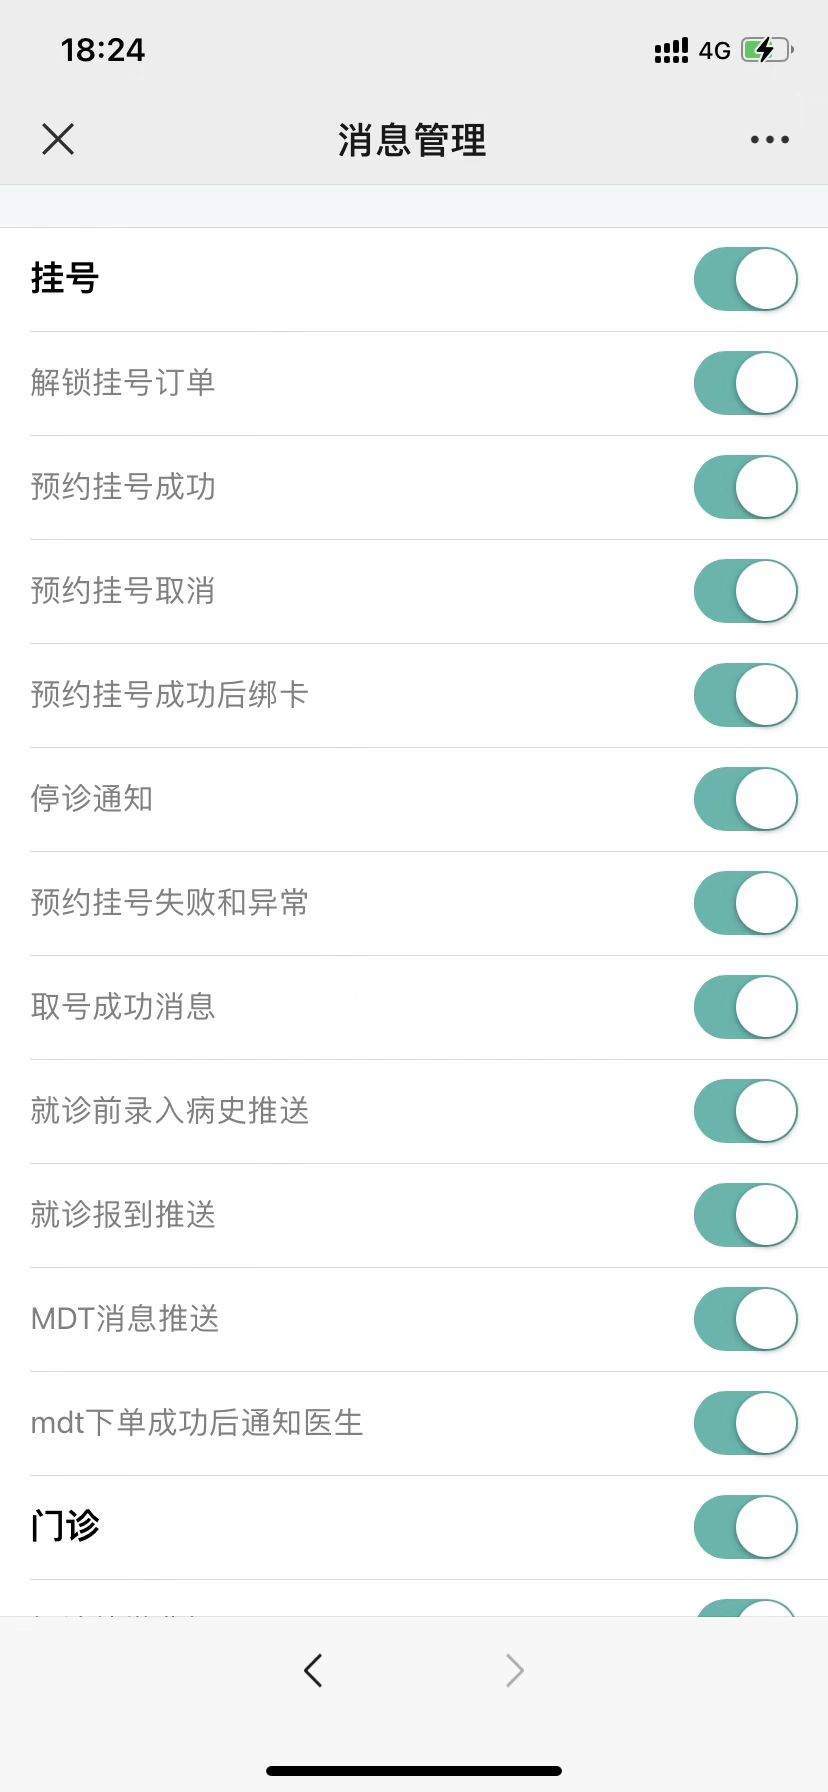 18:24
4G
消息管理
挂号
解锁挂号订单
预约挂号成功
预约挂号取消
预约挂号成功后绑卡
停诊通知
预约挂号失败和异常
取号成功消息
就诊前录入病史推送
就诊报到推送
MDT消息推送
mdt下单成功后通知医生
门诊